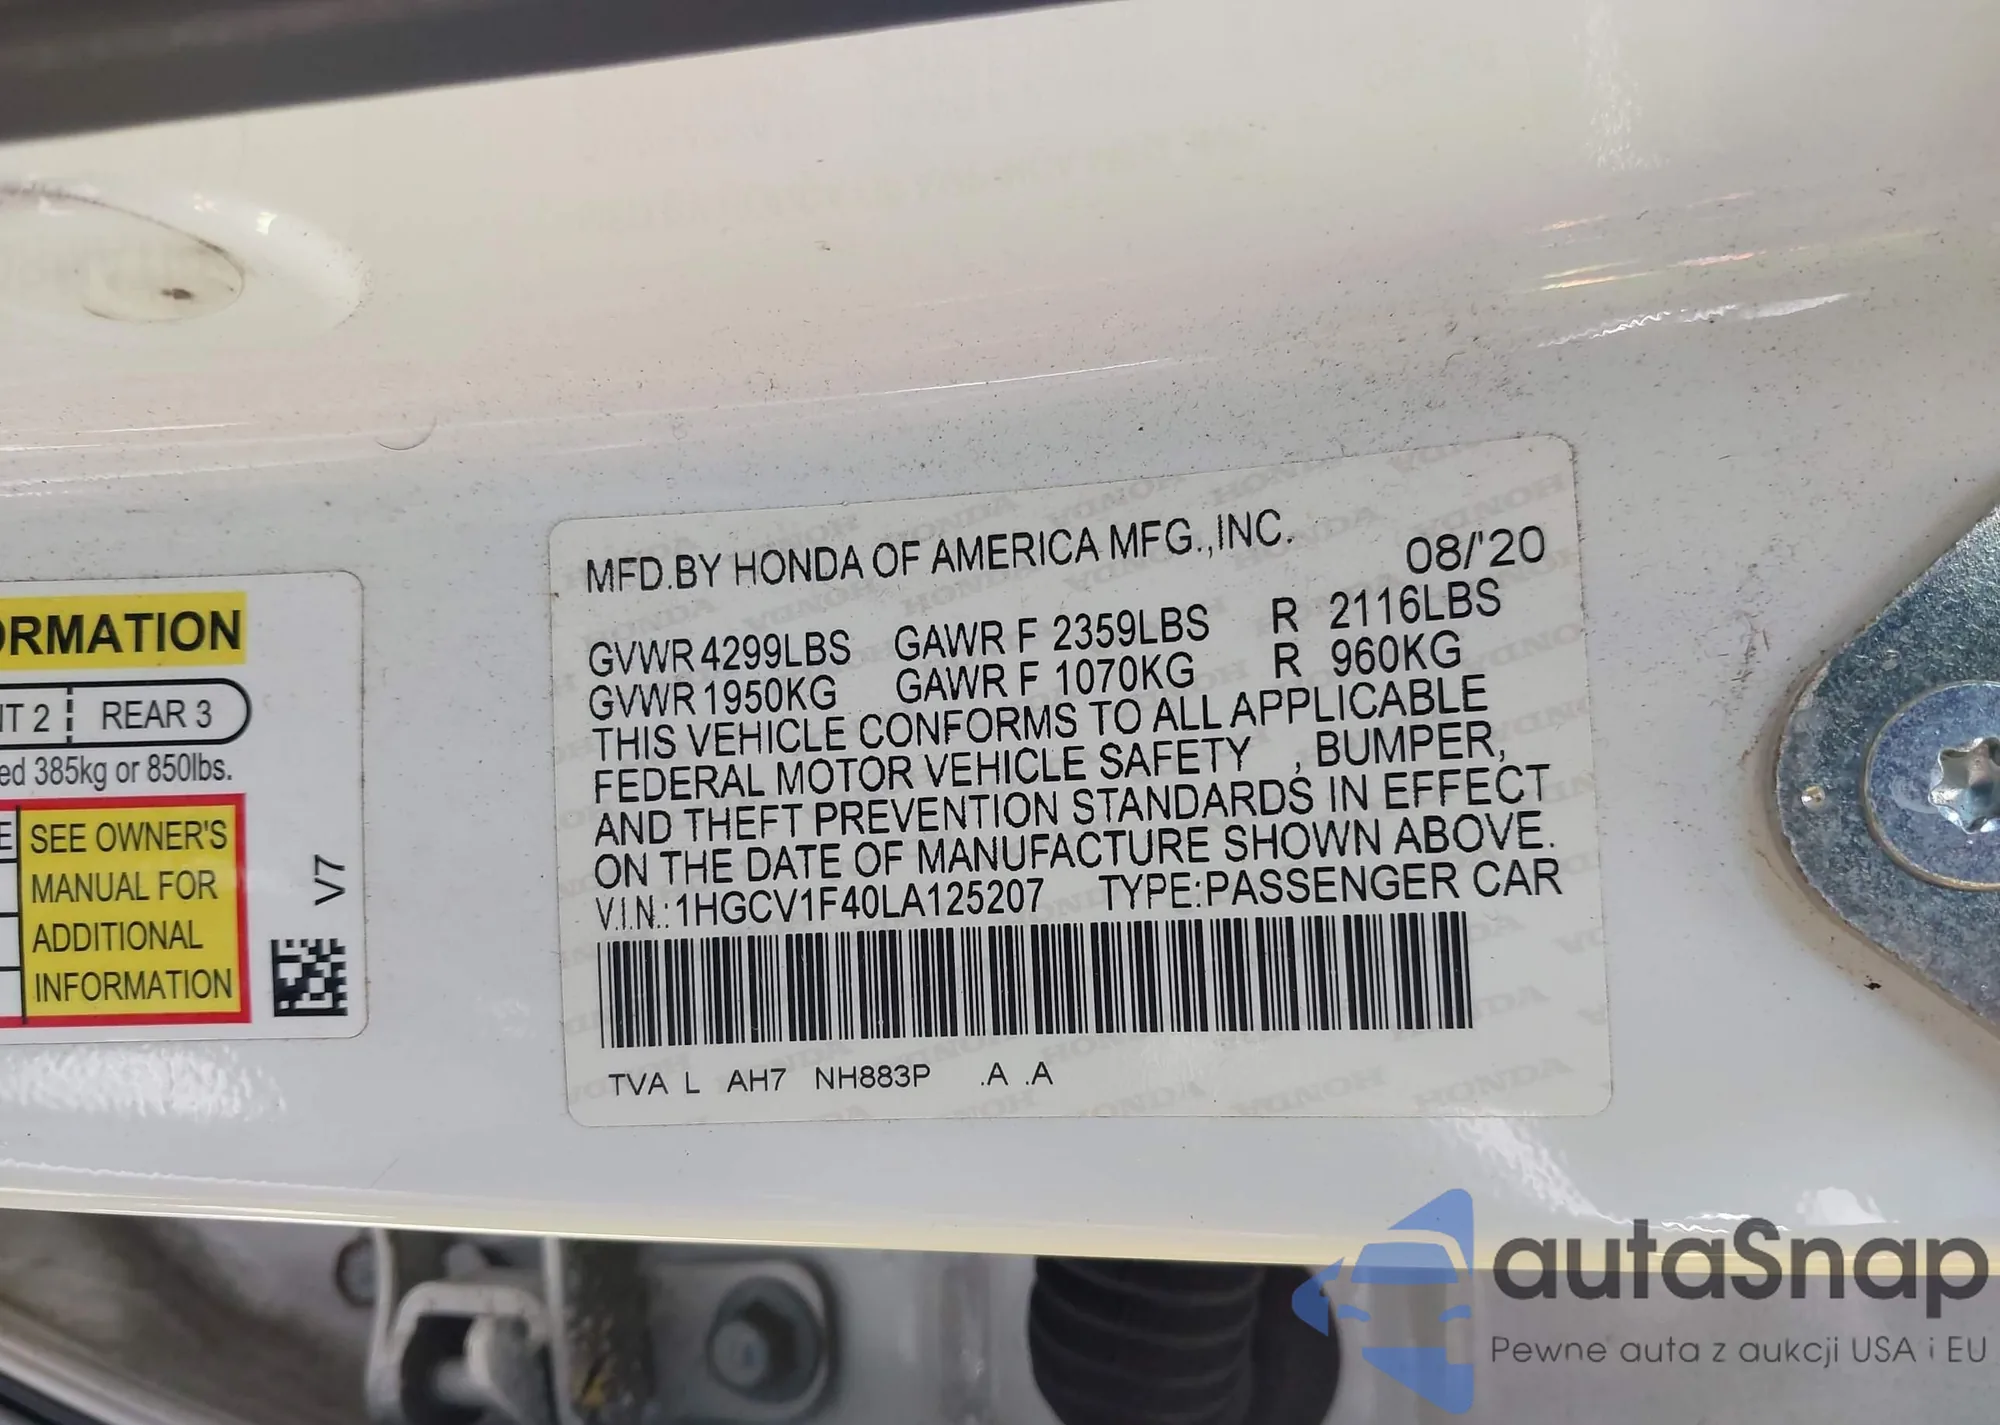 ORMATION
NT 2 REAR 3
ed 385kg or 850lbs.
E SEE OWNER'S
MANUAL FOR
ADDITIONAL
INFORMATION
V7
MFD.BY HONDA OF AMERICA MFG.,INC. 08/'20
GVWR 4299LBS GAWR F 2359LBS R 2116LBS
GVWR 1950KG GAWR F 1070KG R 960KG
THIS VEHICLE CONFORMS TO ALL APPLICABLE
FEDERAL MOTOR VEHICLE SAFETY , BUMPER,
AND THEFT PREVENTION STANDARDS IN EFFECT
ON THE DATE OF MANUFACTURE SHOWN ABOVE.
V.I.N.: 1HGCV1F40LA125207 TYPE:PASSENGER CAR
TVA L AH7 NH883P .A .A
autaSnap
Pewne auta z aukcji USA i EU